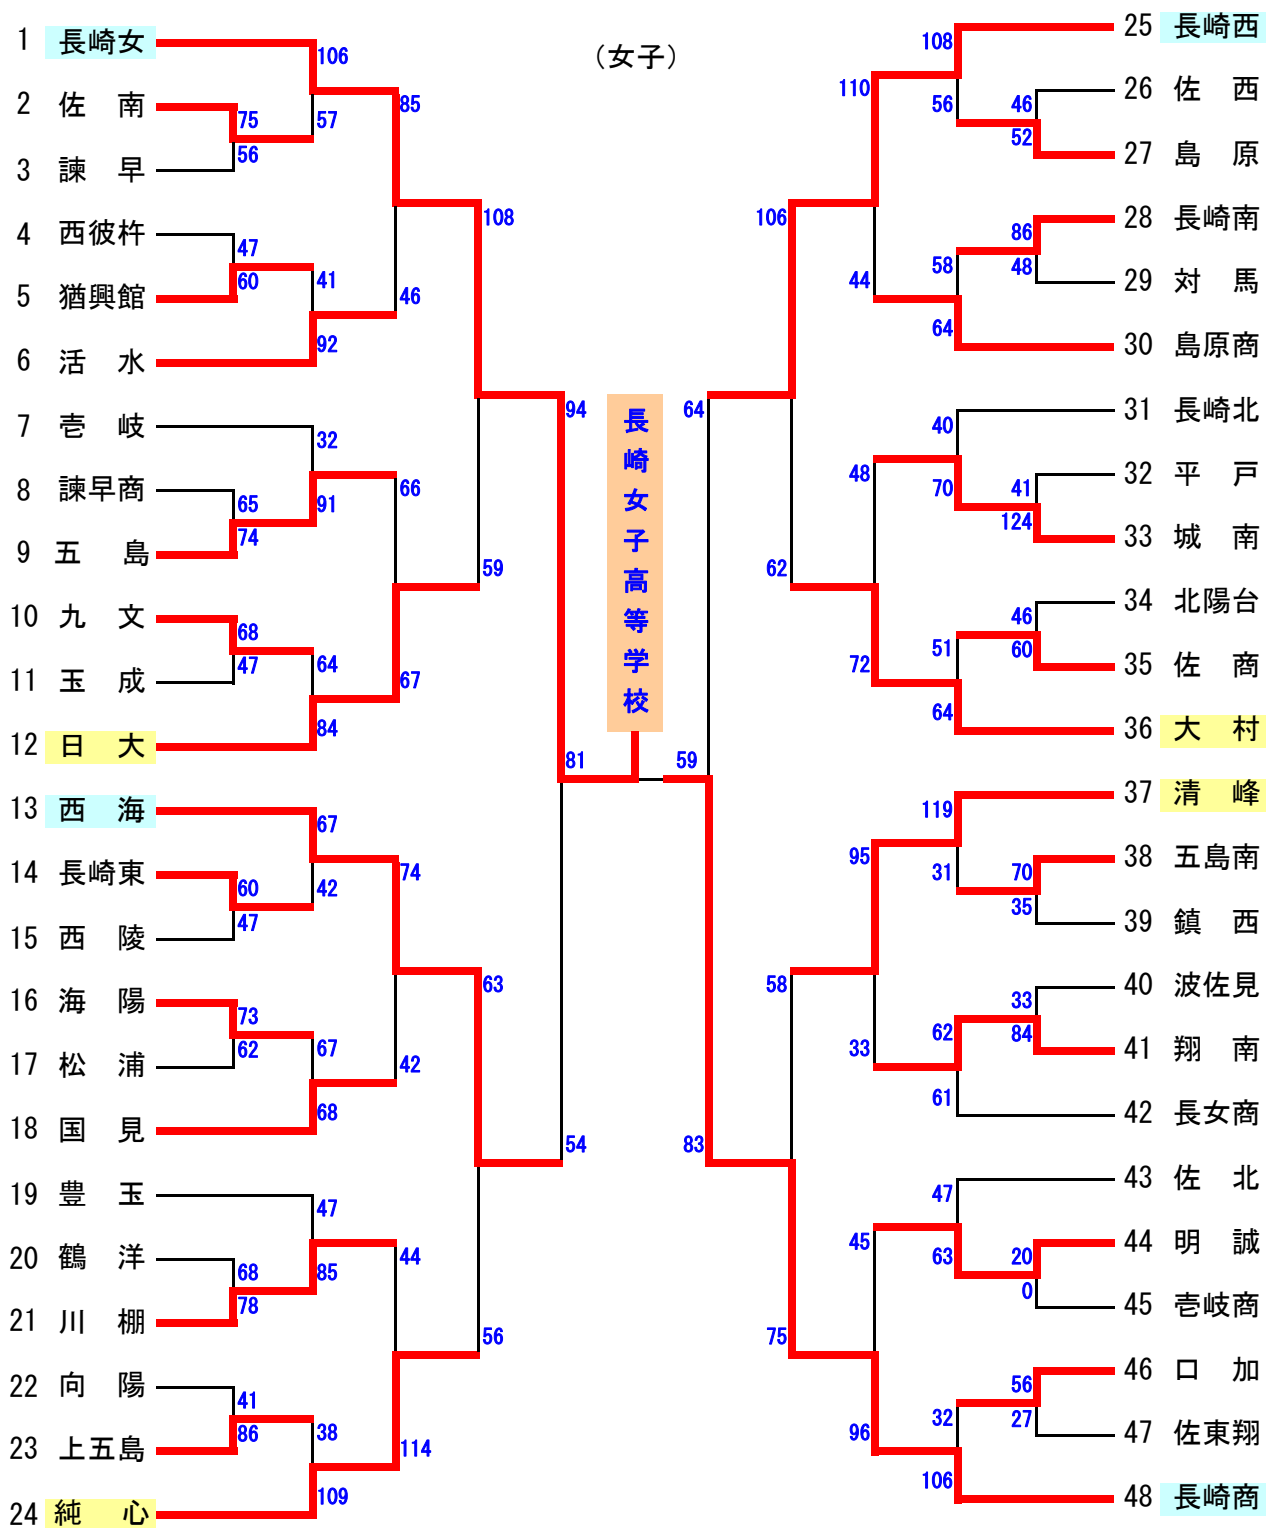 （女子）
1 長崎女
106
2 佐 南
75
57
85
56
3 諫 早
4 西彼杵
47
108
5 猶興館
60
41
46
6 活 水
92
7 壱 岐
32
94
8 諫早商
65
91
66
9 五 島
74
59
10 九 文
68
11 玉 成
47
64
67
12 日 大
84
81
13 西 海
67
14 長崎東
60
42
74
47
15 西 陵
16 海 陽
73
63
17 松 浦
62
67
42
18 国 見
68
54
19 豊 玉
47
20 鶴 洋
68
85
44
21 川 棚
78
56
22 向 陽
41
23 上五島
86
38
114
24 純 心
109
長崎女子高等学校
25 長崎西
108
26 佐 西
110
56
46
52
27 島 原
28 長崎南
106
86
58
48
29 対 馬
44
64
30 島原商
31 長崎北
64
40
32 平 戸
48
70
41
124
33 城 南
62
34 北陽台
46
51
60
35 佐 商
72
64
36 大 村
59
37 清 峰
119
38 五島南
95
31
70
35
39 鎮 西
40 波佐見
58
33
62
84
41 翔 南
33
61
42 長女商
83
43 佐 北
47
44 明 誠
45
63
20
0
45 壱岐商
75
46 口 加
56
32
27
47 佐東翔
96
106
48 長崎商